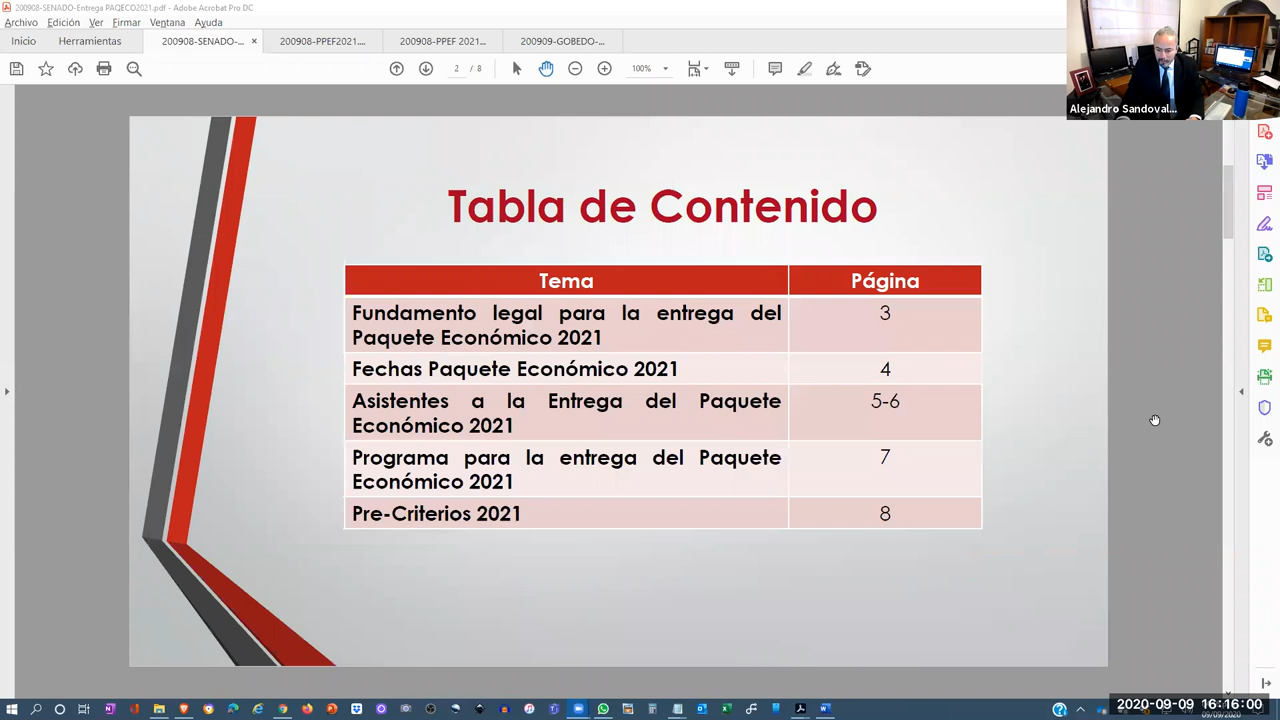 200908-SENADO-Entrega PAQECO2021.pdf - Adobe Acrobat Pro DC
Archivo Edición Ver Firmar Ventana Ayuda
Inicio Herramientas 200908-SENADO-... × 200908-PPEF2021.... PEF 2021... 200909-GOBEDO-...
2 / 8 100%
Alejandro Sandoval...
Tabla de Contenido
Tema Página
Fundamento legal para la entrega del 3
Paquete Económico 2021
Fechas Paquete Económico 2021 4
Asistentes a la Entrega del Paquete 5-6
Económico 2021
Programa para la entrega del Paquete 7
Económico 2021
Pre-Criterios 2021 8
2020-09-09 16:16:00
09/09/2020